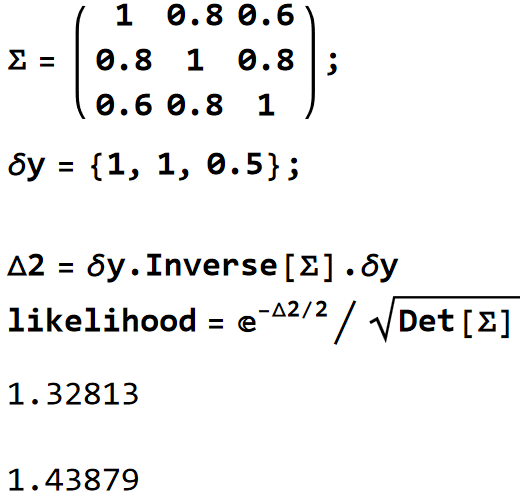 Σ = ( 1 0.8 0.6
0.8 1 0.8
0.6 0.8 1 ) ;
δy = {1, 1, 0.5};
Δ2 = δy.Inverse[Σ].δy
likelihood = ⅇ^(-Δ2/2) / √Det[Σ]
1.32813
1.43879